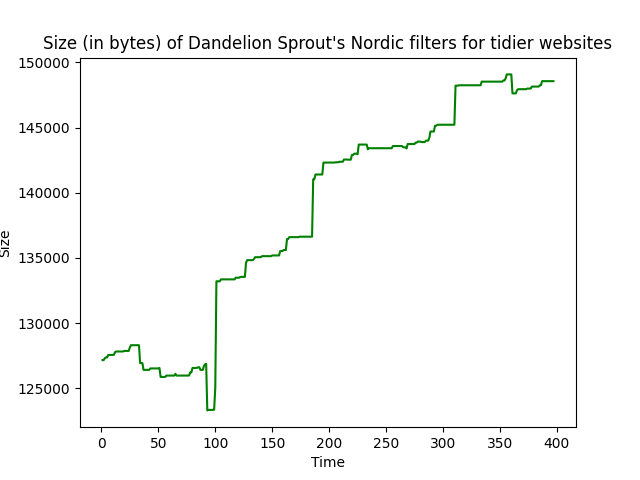 Size (in bytes) of Dandelion Sprout's Nordic filters for tidier websites
150000
145000
140000
135000
130000
125000
Size
0 50 100 150 200 250 300 350 400
Time